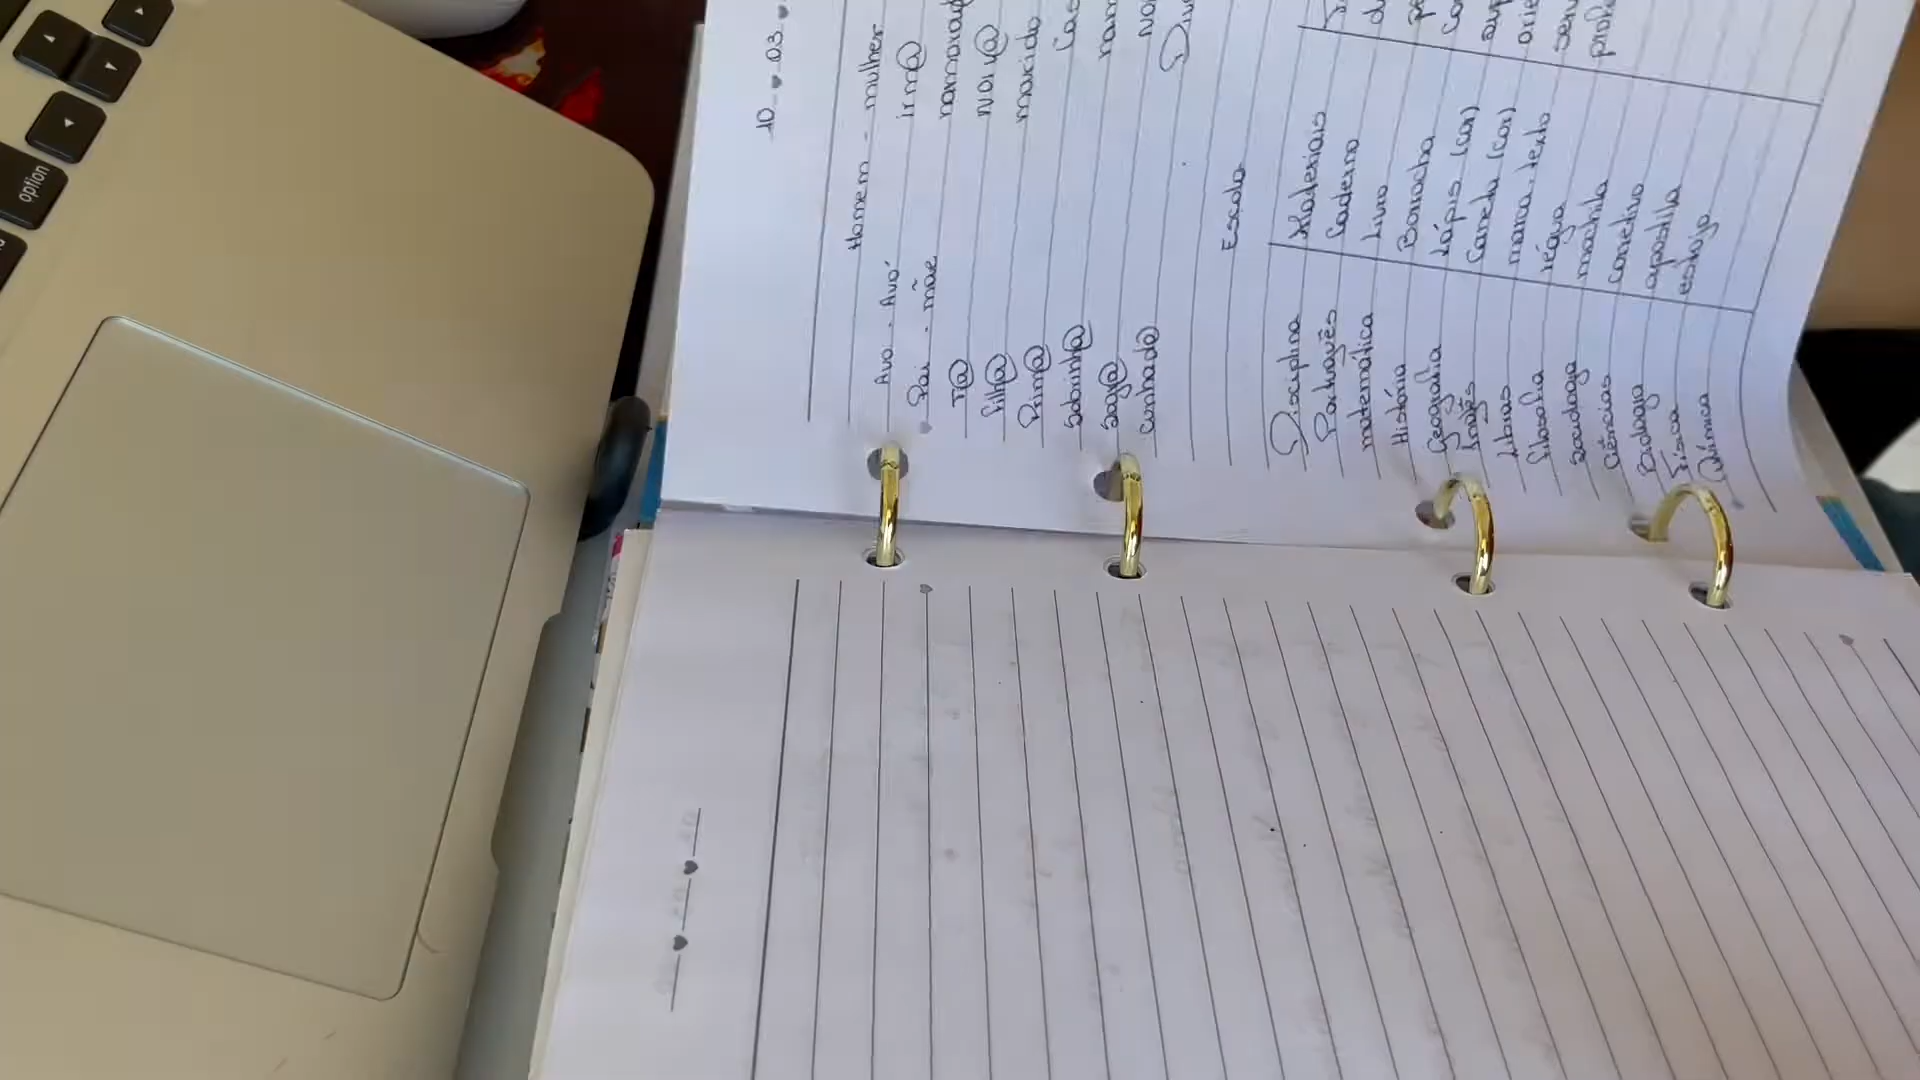 option
10 03
Homem - mulher
Avô - Avó irm@
Pai - mãe
Ti@ noiv@
Filh@ marido
Prim@
Sobrinh@
Sogr@
Cunhad@
Escola
Disciplina Materiais
Português Caderno
matemática Livro
História Borracha
Geografia Lápis (cor)
Inglês Caneta (cor)
Libras marca texto
filosofia régua
sociologia mochila
Ciências corretivo
Biologia apostila
Física estojo
Química